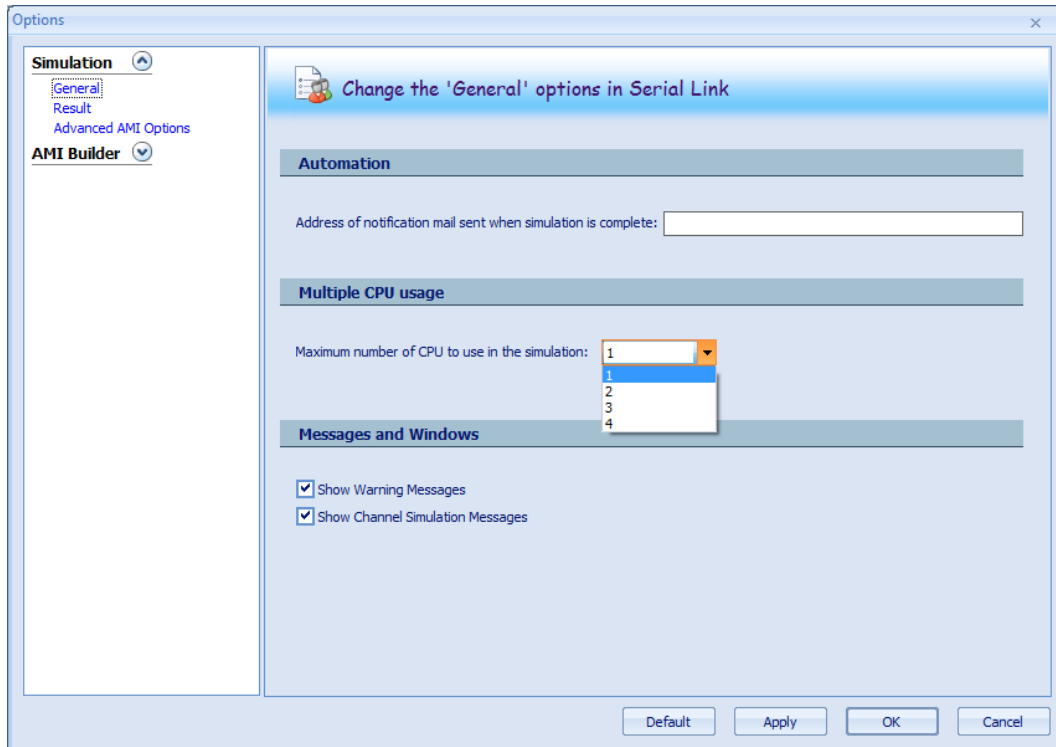 Options
Simulation
General
Result
Advanced AMI Options
AMI Builder
Change the 'General' options in Serial Link
Automation
Address of notification mail sent when simulation is complete:
Multiple CPU usage
Maximum number of CPU to use in the simulation: 1
1
2
3
4
Messages and Windows
Show Warning Messages
Show Channel Simulation Messages
Default Apply OK Cancel